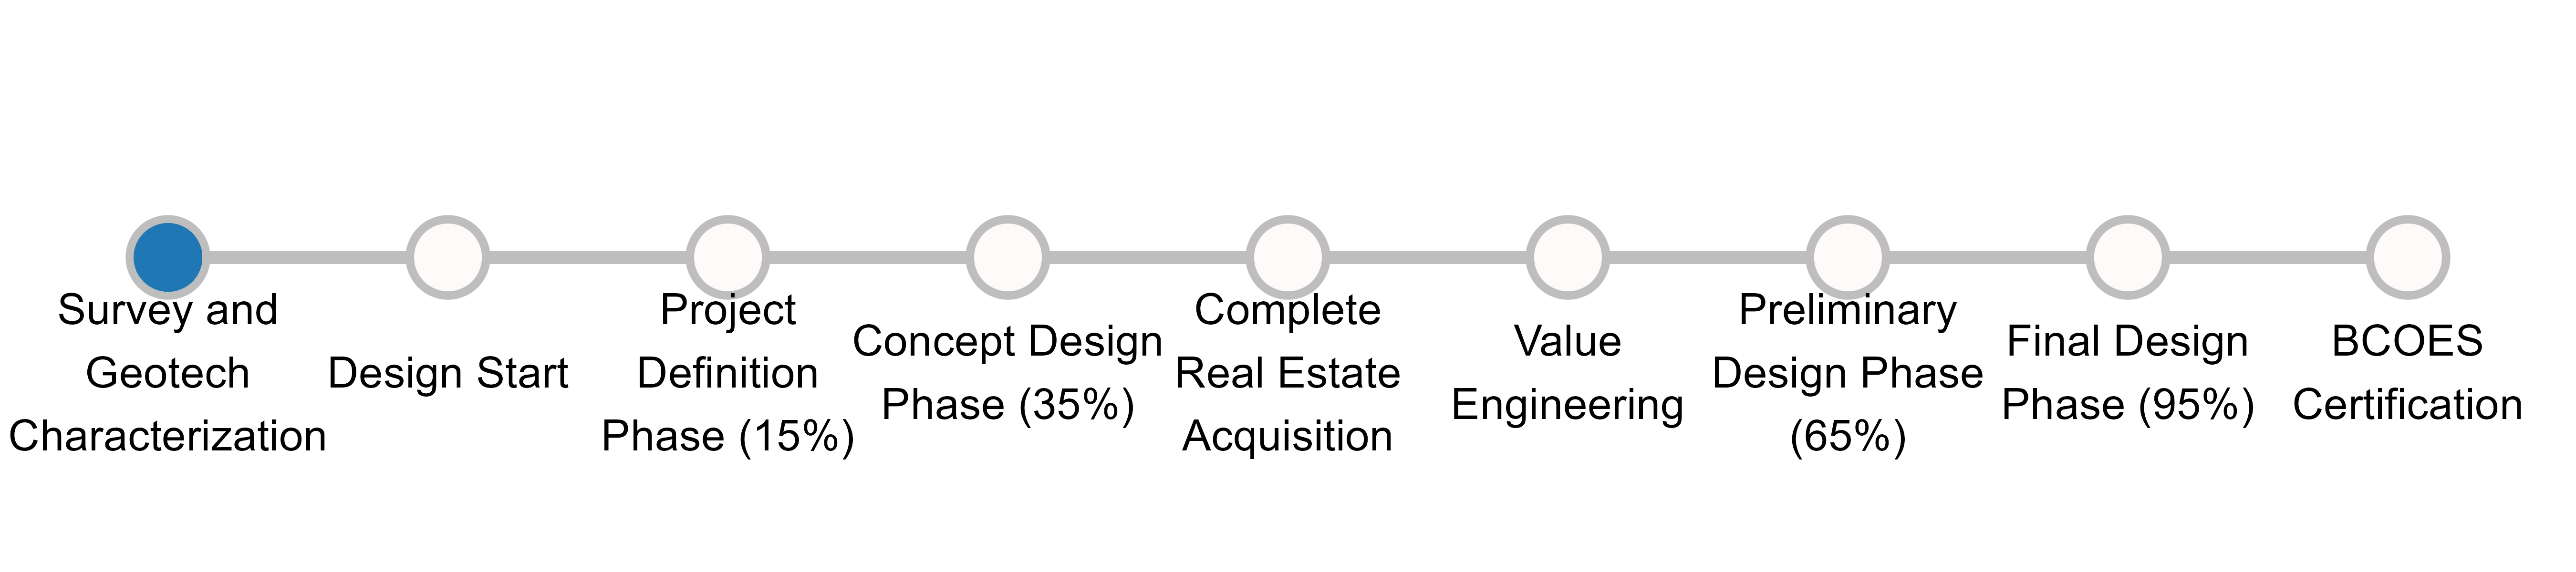 Survey and
Geotech
Characterization
Design Start
Project
Definition
Phase (15%)
Concept Design
Phase (35%)
Complete
Real Estate
Acquisition
Value
Engineering
Preliminary
Design Phase
(65%)
Final Design
Phase (95%)
BCOES
Certification